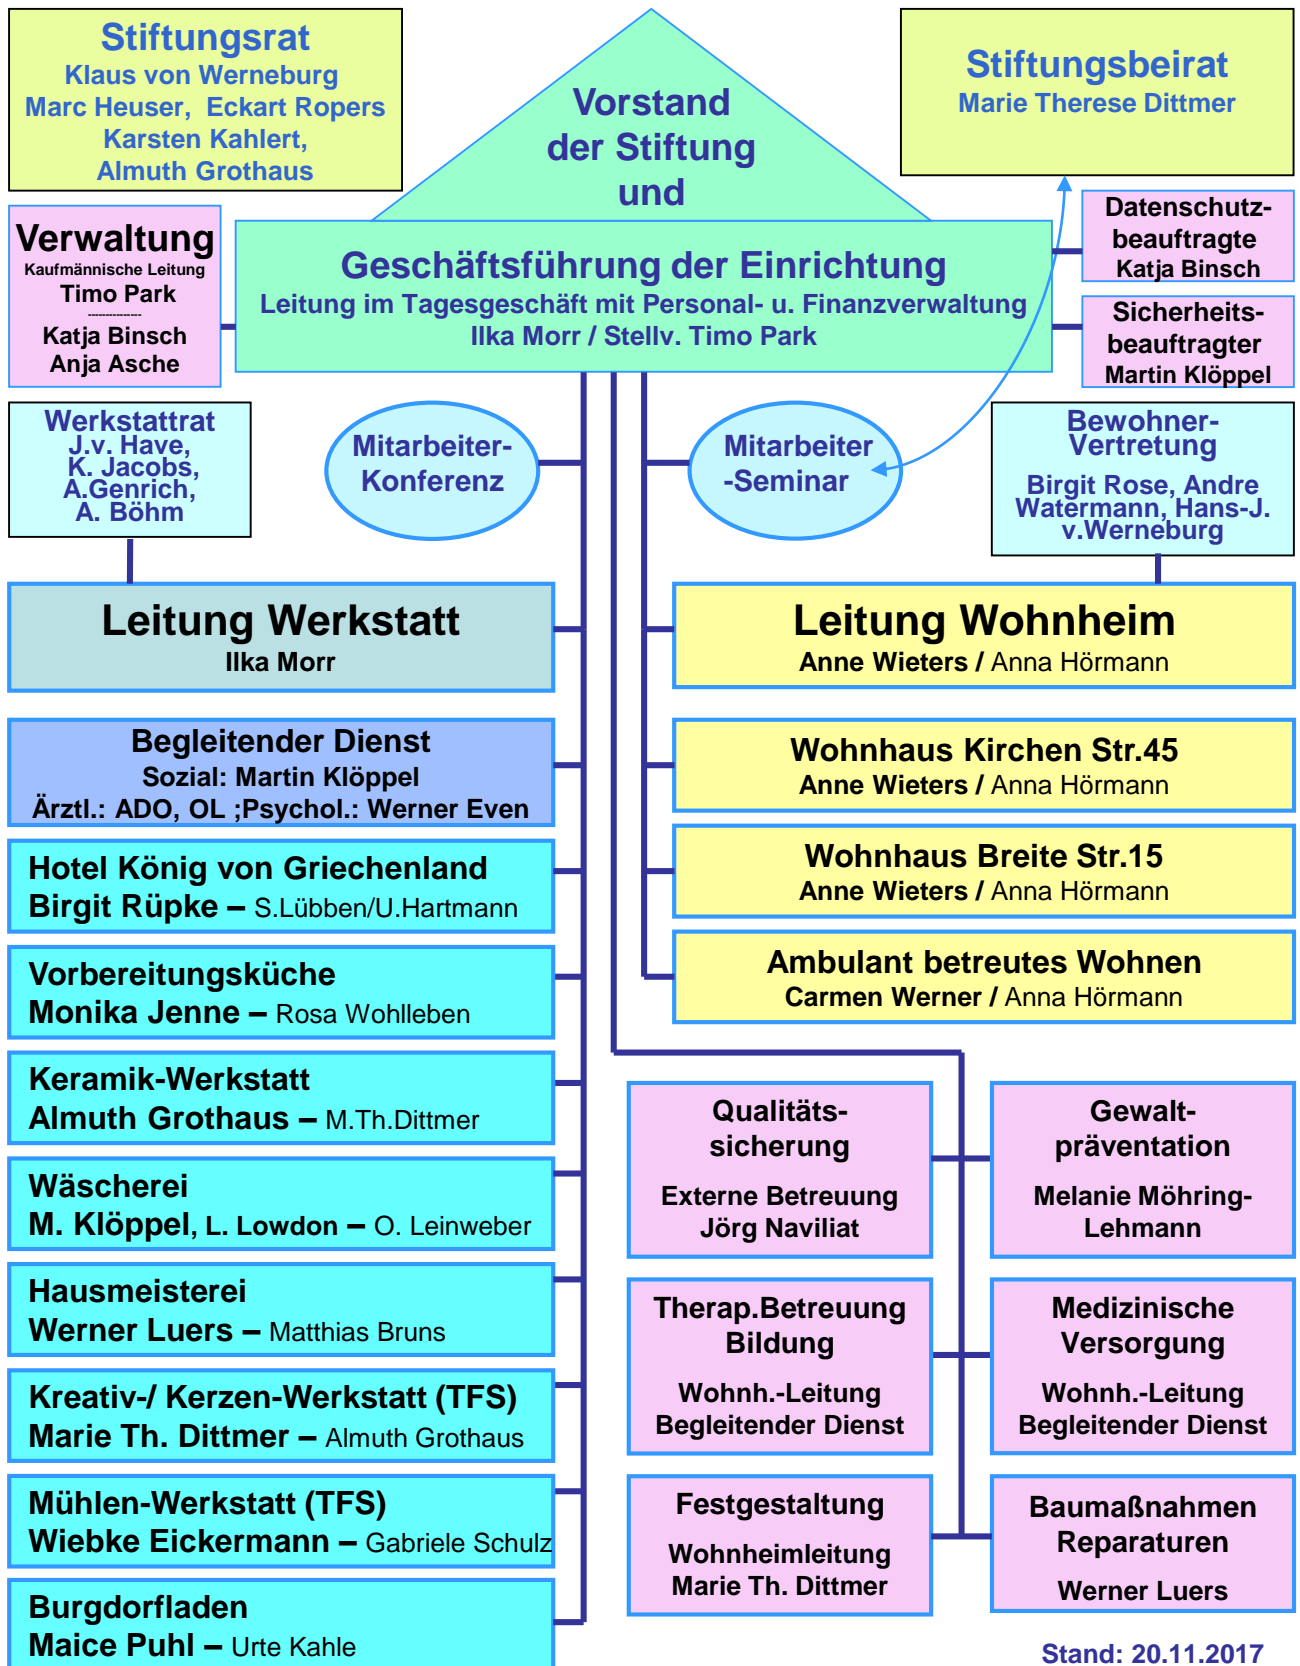 Stiftungsrat
Klaus von Werneburg
Marc Heuser, Eckart Ropers
Karsten Kahlert,
Almuth Grothaus
Vorstand
der Stiftung
und
Stiftungsbeirat
Marie Therese Dittmer
Verwaltung
Kaufmännische Leitung
Timo Park
---------------
Katja Binsch
Anja Asche
Geschäftsführung der Einrichtung
Leitung im Tagesgeschäft mit Personal- u. Finanzverwaltung
Ilka Morr / Stellv. Timo Park
Datenschutz-
beauftragte
Katja Binsch
Sicherheits-
beauftragter
Martin Klöppel
Werkstattrat
J.v. Have,
K. Jacobs,
A.Genrich,
A. Böhm
Mitarbeiter-
Konferenz
Mitarbeiter
-Seminar
Bewohner-
Vertretung
Birgit Rose, Andre
Watermann, Hans-J.
v.Werneburg
Leitung Werkstatt
Ilka Morr
Leitung Wohnheim
Anne Wieters / Anna Hörmann
Begleitender Dienst
Sozial: Martin Klöppel
Ärztl.: ADO, OL ;Psychol.: Werner Even
Wohnhaus Kirchen Str.45
Anne Wieters / Anna Hörmann
Hotel König von Griechenland
Birgit Rüpke – S.Lübben/U.Hartmann
Wohnhaus Breite Str.15
Anne Wieters / Anna Hörmann
Vorbereitungsküche
Monika Jenne – Rosa Wohlleben
Ambulant betreutes Wohnen
Carmen Werner / Anna Hörmann
Keramik-Werkstatt
Almuth Grothaus – M.Th.Dittmer
Wäscherei
M. Klöppel, L. Lowdon – O. Leinweber
Hausmeisterei
Werner Luers – Matthias Bruns
Kreativ-/ Kerzen-Werkstatt (TFS)
Marie Th. Dittmer – Almuth Grothaus
Mühlen-Werkstatt (TFS)
Wiebke Eickermann – Gabriele Schulz
Burgdorfladen
Maice Puhl – Urte Kahle
Qualitäts-
sicherung
Externe Betreuung
Jörg Naviliat
Gewalt-
prävention
Melanie Möhring-
Lehmann
Therap.Betreuung
Bildung
Wohnh.-Leitung
Begleitender Dienst
Medizinische
Versorgung
Wohnh.-Leitung
Begleitender Dienst
Festgestaltung
Wohnheimleitung
Marie Th. Dittmer
Baumaßnahmen
Reparaturen
Werner Luers
Stand: 20.11.2017